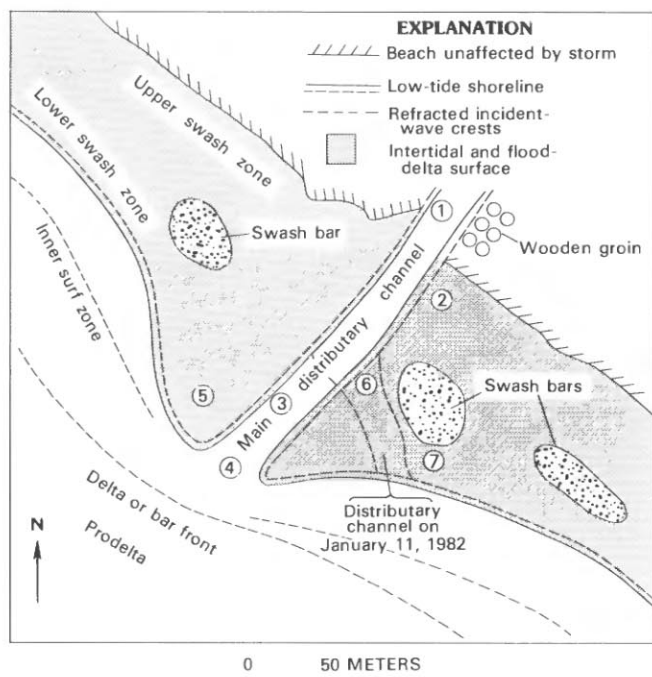 EXPLANATION
Beach unaffected by storm
Low-tide shoreline
Refracted incident-
wave crests
Intertidal and flood-
delta surface
Upper swash zone
Lower swash zone
Swash bar
Inner surf zone
1
Wooden groin
2
Main distributary channel
3
6
Swash bars
5
4
7
Distributary
channel on
January 11, 1982
Delta or bar front
Prodelta
N
0 50 METERS